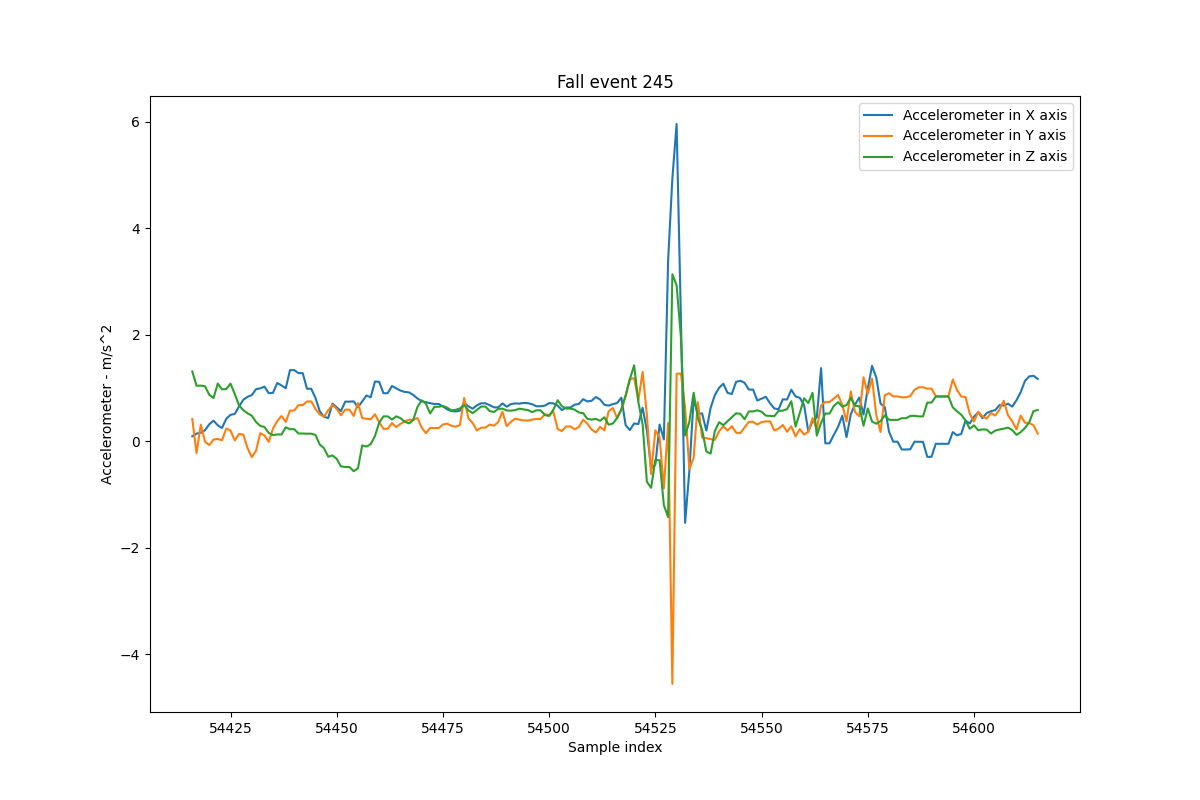 Fall event 245
Accelerometer in X axis
Accelerometer in Y axis
Accelerometer in Z axis
6
4
2
0
−2
−4
Accelerometer - m/s^2
54425 54450 54475 54500 54525 54550 54575 54600
Sample index